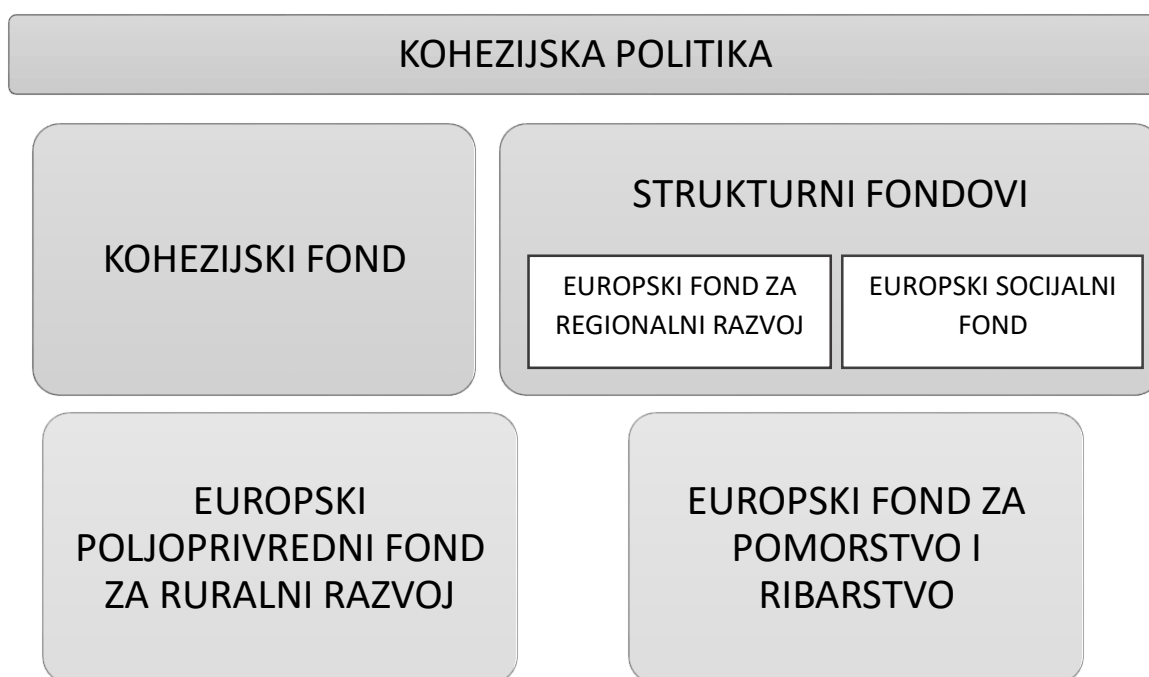 KOHEZIJSKA POLITIKA
KOHEZIJSKI FOND
STRUKTURNI FONDOVI
EUROPSKI FOND ZA
REGIONALNI RAZVOJ
EUROPSKI SOCIJALNI
FOND
EUROPSKI
POLJOPRIVREDNI FOND
ZA RURALNI RAZVOJ
EUROPSKI FOND ZA
POMORSTVO I
RIBARSTVO